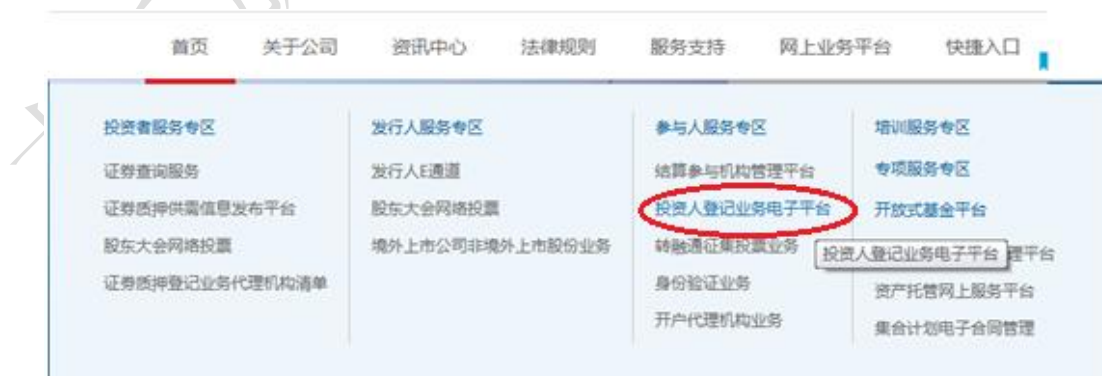 首页 关于公司 资讯中心 法律规则 服务支持 网上业务平台 快捷入口
投资者服务专区
证券查询服务
证券质押供需信息发布平台
股东大会网络投票
证券质押登记业务代理机构清单
发行人服务专区
发行人E通道
股东大会网络投票
境外上市公司非境外上市股份业务
参与人服务专区
结算参与机构管理平台
投资人登记业务电子平台
转融通征集投票业务
投资人登记业务电子平台
身份验证业务
开户代理机构业务
培训服务专区
专项服务专区
开放式基金平台
理平台
资产托管网上服务平台
集合计划电子合同管理